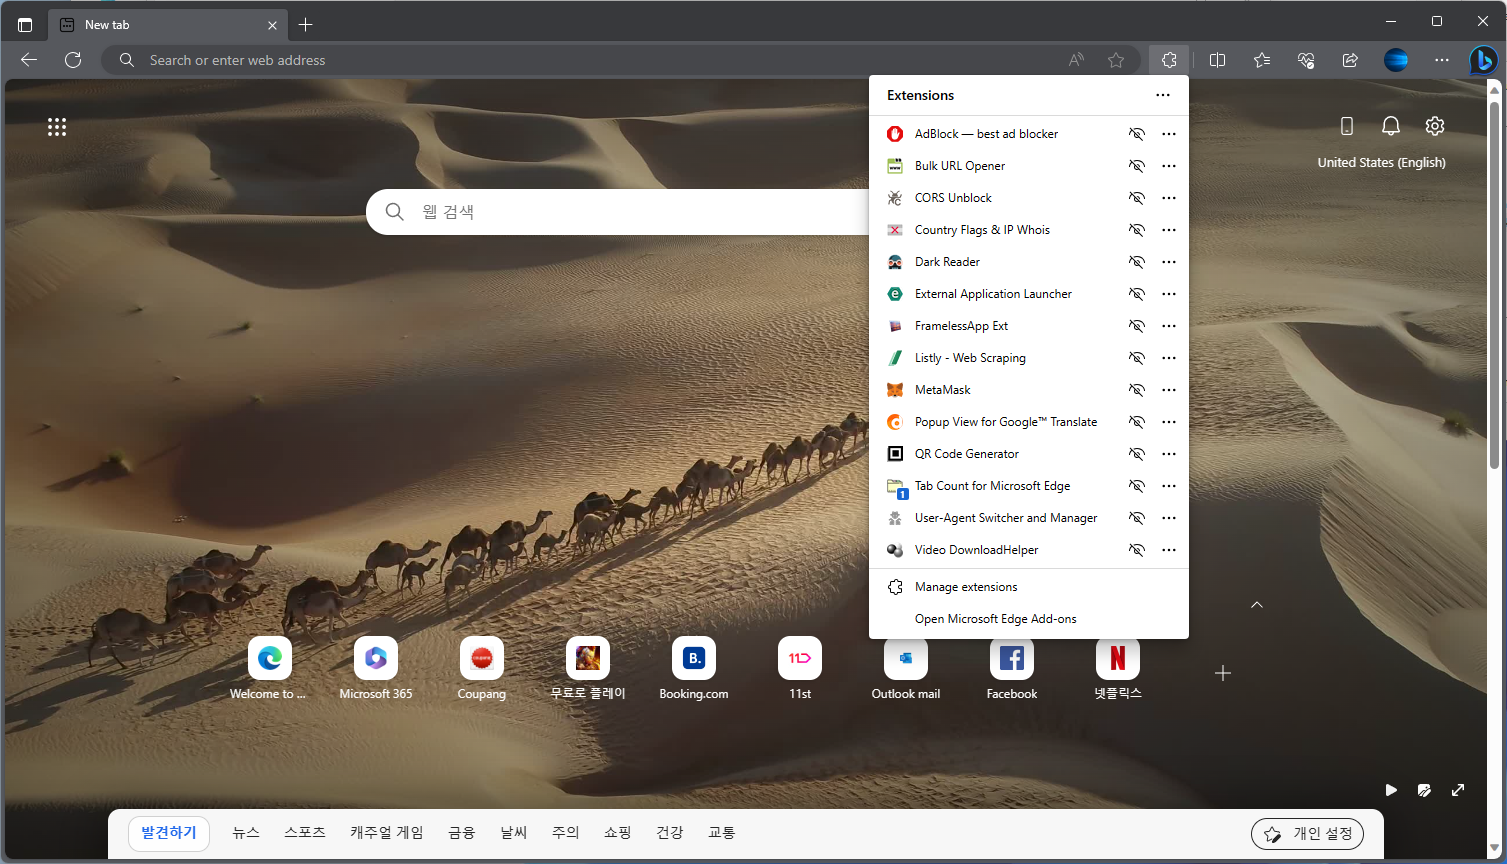 New tab
Search or enter web address
Extensions
AdBlock — best ad blocker
Bulk URL Opener
CORS Unblock
Country Flags & IP Whois
Dark Reader
External Application Launcher
FramelessApp Ext
Listly - Web Scraping
MetaMask
Popup View for Google™ Translate
QR Code Generator
1
Tab Count for Microsoft Edge
User-Agent Switcher and Manager
Video DownloadHelper
Manage extensions
Open Microsoft Edge Add-ons
United States (English)
웹 검색
coupang
B.
11
N
Welcome to ...
Microsoft 365
Coupang
무료로 플레이
Booking.com
11st
Outlook mail
Facebook
넷플릭스
발견하기 뉴스 스포츠 캐주얼 게임 금융 날씨 주의 쇼핑 건강 교통
개인 설정